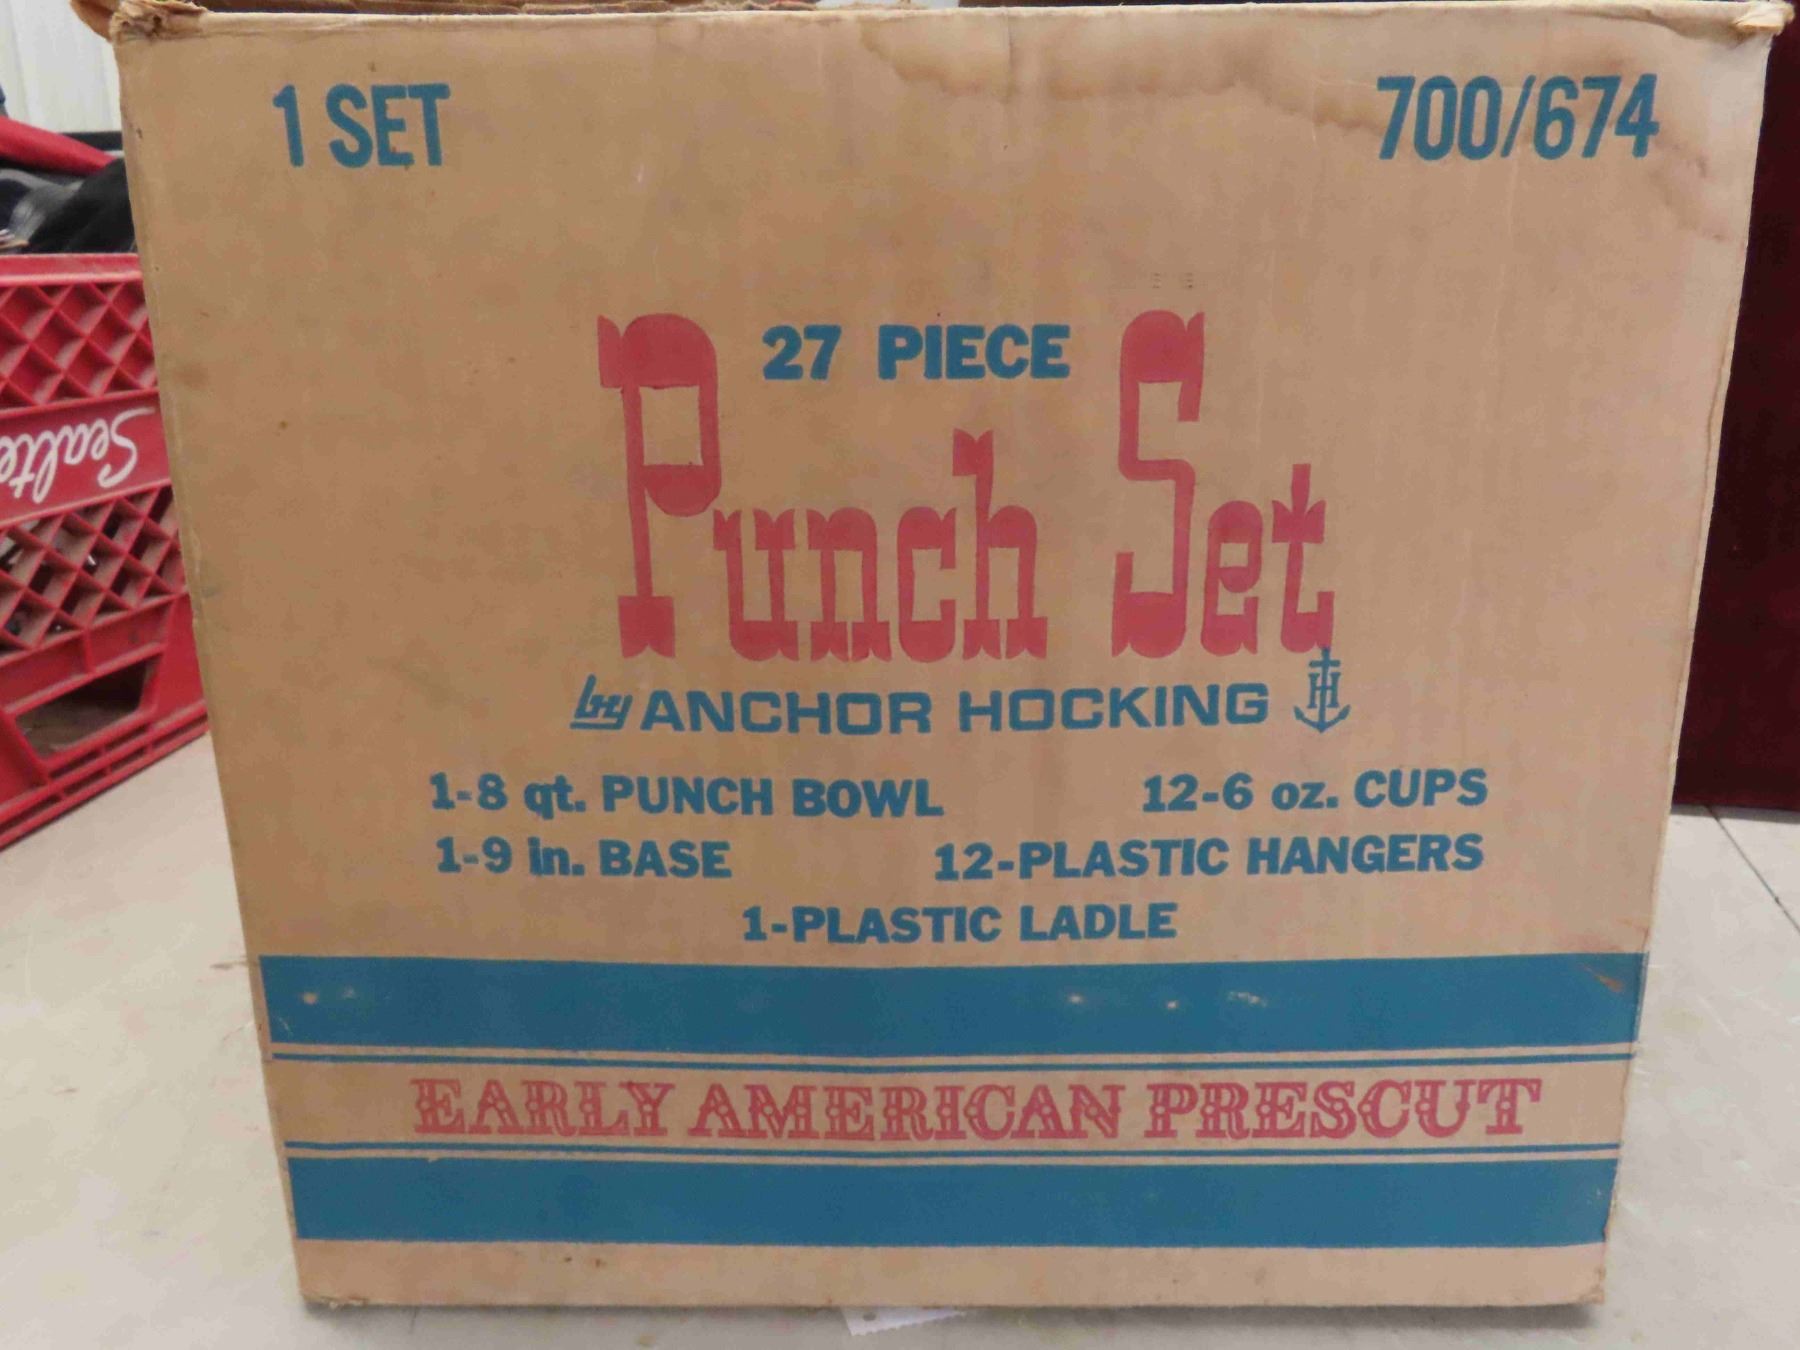 1 SET 700/674
27 PIECE
Punch Set
by ANCHOR HOCKING
1-8 qt. PUNCH BOWL 12-6 oz. CUPS
1-9 in. BASE 12-PLASTIC HANGERS
1-PLASTIC LADLE
EARLY AMERICAN PRESCUT
Sealte